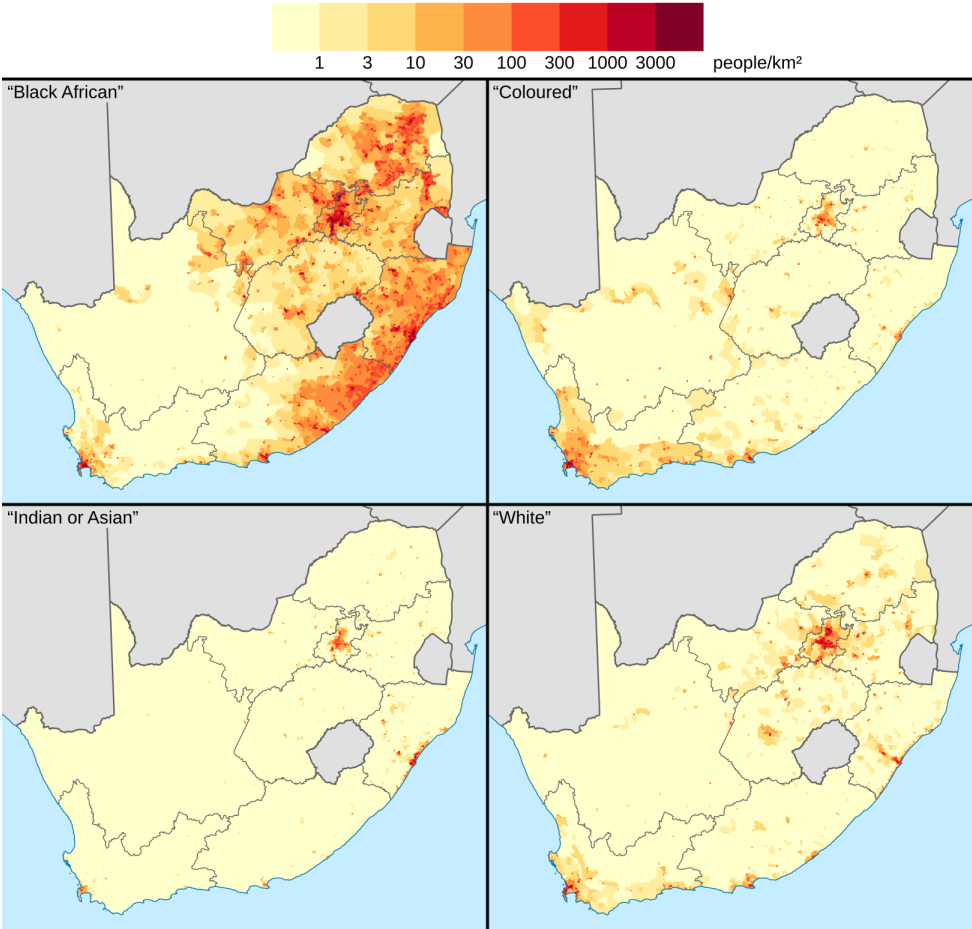 1 3 10 30 100 300 1000 3000 people/km²
“Black African”
“Coloured”
“Indian or Asian”
“White”